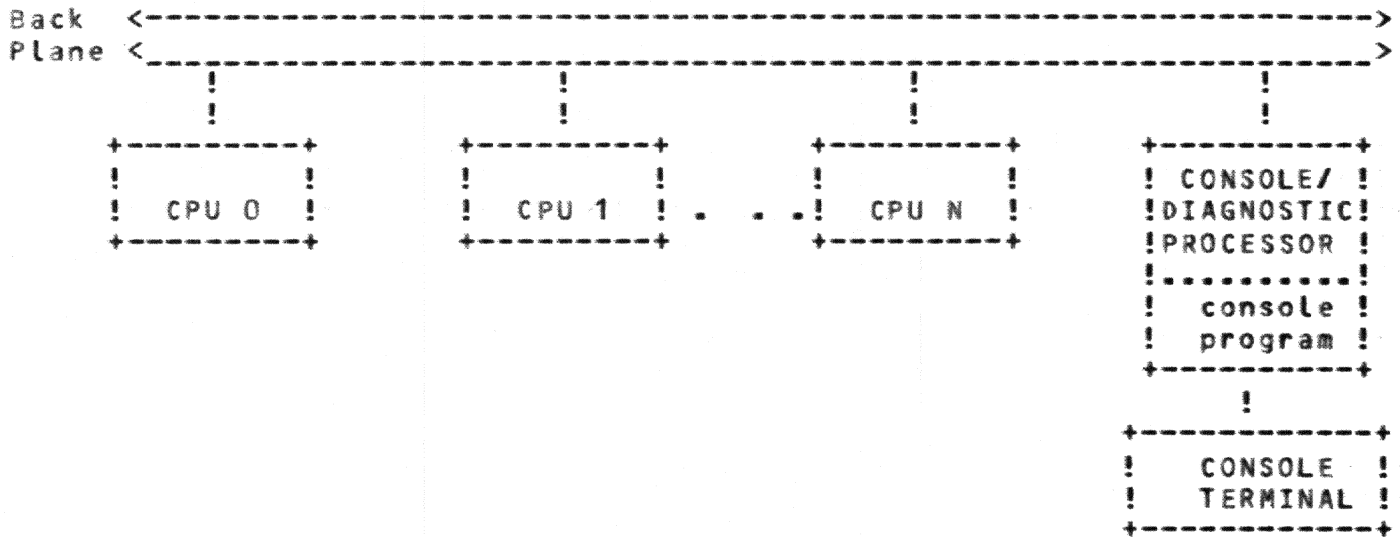 Back
Plane
CPU 0 CPU 1 . ... CPU N CONSOLE/
DIAGNOSTIC
PROCESSOR
console
program
CONSOLE
TERMINAL